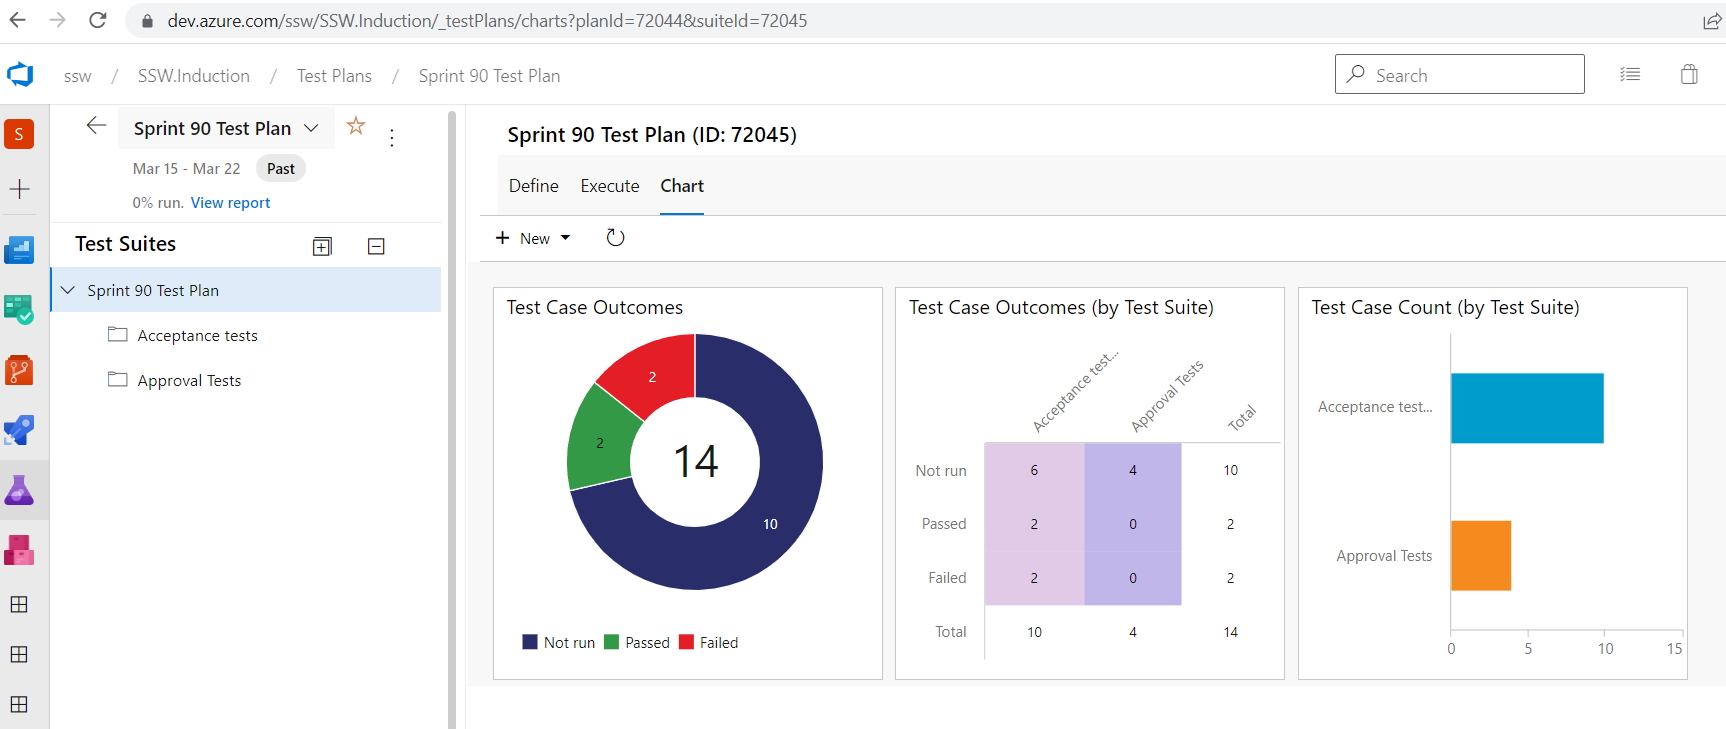 dev.azure.com/ssw/SSW.Induction/_testPlans/charts?planId=72044&suiteId=72045
ssw / SSW.Induction / Test Plans / Sprint 90 Test Plan
Search
S
Sprint 90 Test Plan
Mar 15 - Mar 22 Past
0% run. View report
Test Suites
Sprint 90 Test Plan
Acceptance tests
Approval Tests
Sprint 90 Test Plan (ID: 72045)
Define Execute Chart
+ New
Test Case Outcomes
2
2
14
10
Not run Passed Failed
Test Case Outcomes (by Test Suite)
Acceptance test... Approval Tests Total
Not run 6 4 10
Passed 2 0 2
Failed 2 0 2
Total 10 4 14
Test Case Count (by Test Suite)
Acceptance test...
Approval Tests
0 5 10 15